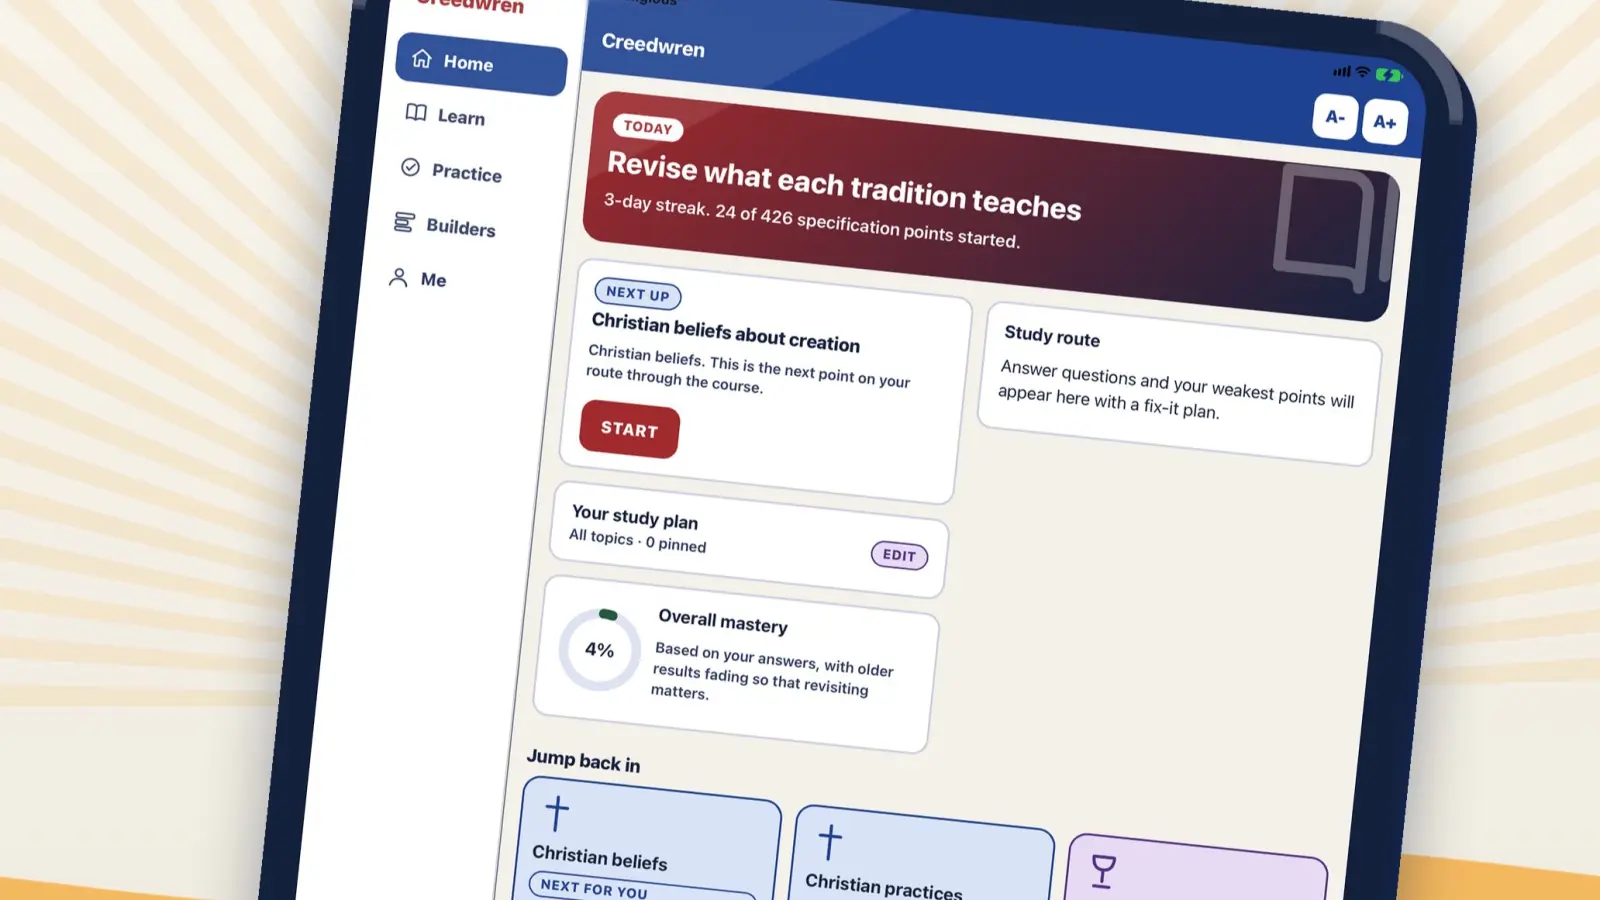 Creedwren
Home
Learn
Practice
Builders
Me
Creedwren
A-
A+
TODAY
Revise what each tradition teaches
3-day streak. 24 of 426 specification points started.
NEXT UP
Christian beliefs about creation
Christian beliefs. This is the next point on your
route through the course.
START
Study route
Answer questions and your weakest points will
appear here with a fix-it plan.
Your study plan
All topics · 0 pinned
EDIT
4%
Overall mastery
Based on your answers, with older
results fading so that revisiting
matters.
Jump back in
Christian beliefs
NEXT FOR YOU
Christian practices